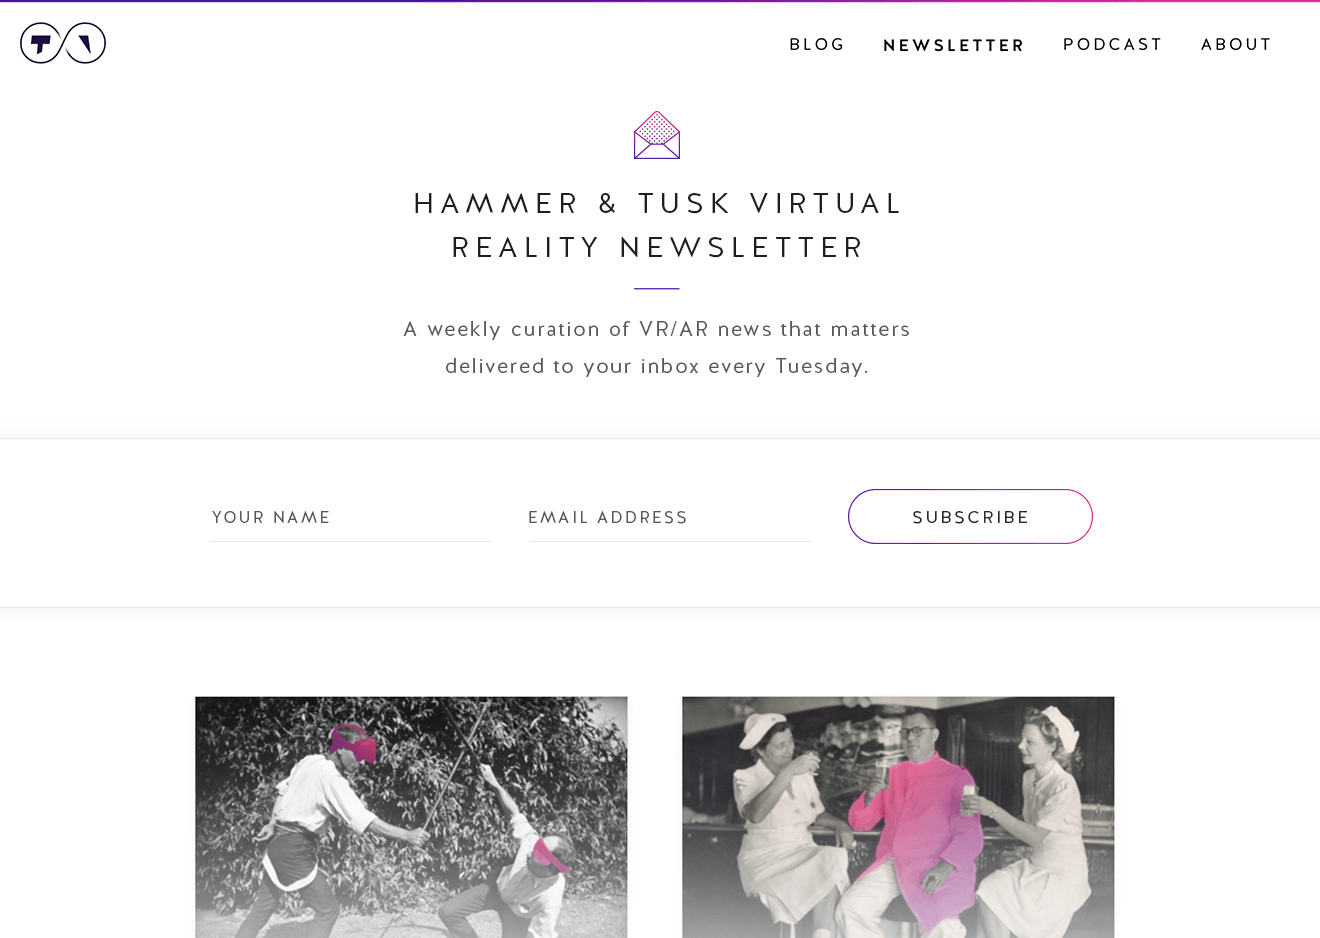 BLOG NEWSLETTER PODCAST ABOUT
HAMMER & TUSK VIRTUAL
REALITY NEWSLETTER
A weekly curation of VR/AR news that matters
delivered to your inbox every Tuesday.
YOUR NAME EMAIL ADDRESS SUBSCRIBE